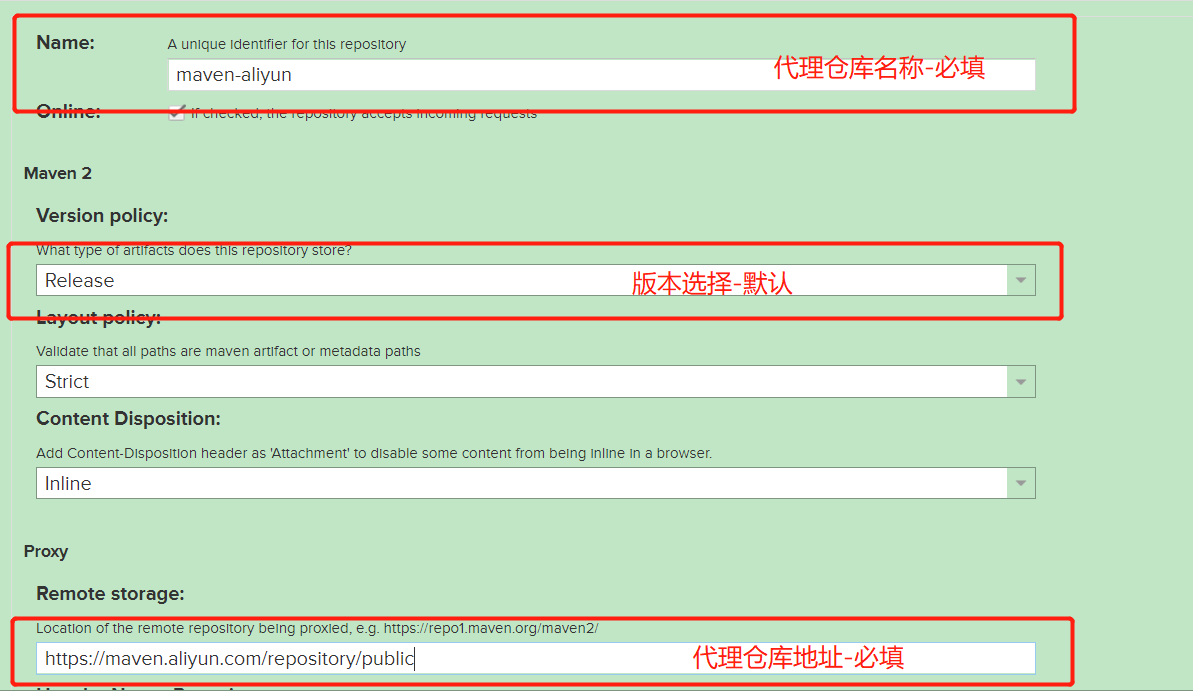 Name:
A unique identifier for this repository
maven-aliyun
代理仓库名称-必填
Online:
If checked, the repository accepts incoming requests
Maven 2
Version policy:
What type of artifacts does this repository store?
Release
版本选择-默认
Layout policy:
Validate that all paths are maven artifact or metadata paths
Strict
Content Disposition:
Add Content-Disposition header as 'Attachment' to disable some content from being inline in a browser.
Inline
Proxy
Remote storage:
Location of the remote repository being proxied, e.g. https://repo1.maven.org/maven2/
https://maven.aliyun.com/repository/public
代理仓库地址-必填